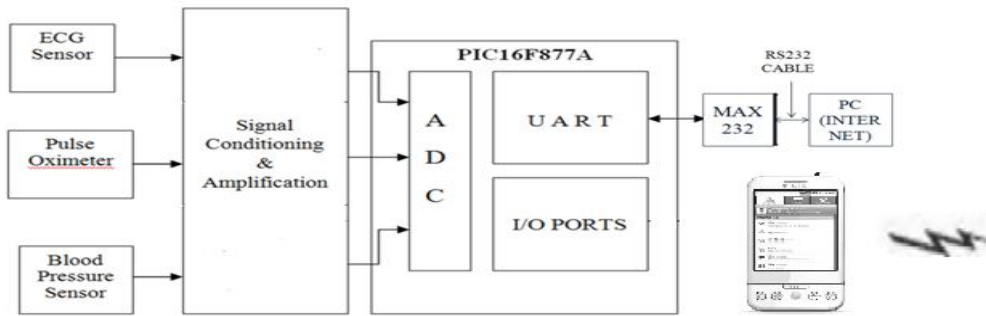 ECG
Sensor
Pulse
Oximeter
Blood
Pressure
Sensor
Signal
Conditioning
&
Amplification
PIC16F877A
A
D
C
UART
I/O PORTS
MAX
232
RS232
CABLE
PC
(INTER
NET)